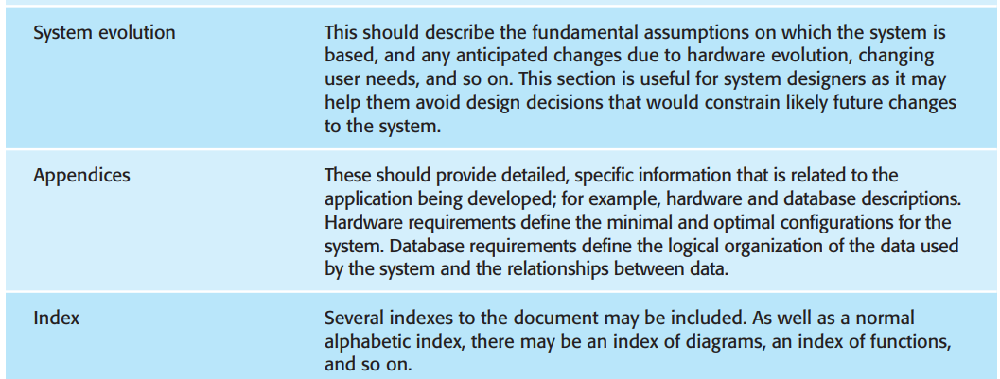 System evolution
This should describe the fundamental assumptions on which the system is
based, and any anticipated changes due to hardware evolution, changing
user needs, and so on. This section is useful for system designers as it may
help them avoid design decisions that would constrain likely future changes
to the system.
Appendices
These should provide detailed, specific information that is related to the
application being developed; for example, hardware and database descriptions.
Hardware requirements define the minimal and optimal configurations for the
system. Database requirements define the logical organization of the data used
by the system and the relationships between data.
Index
Several indexes to the document may be included. As well as a normal
alphabetic index, there may be an index of diagrams, an index of functions,
and so on.